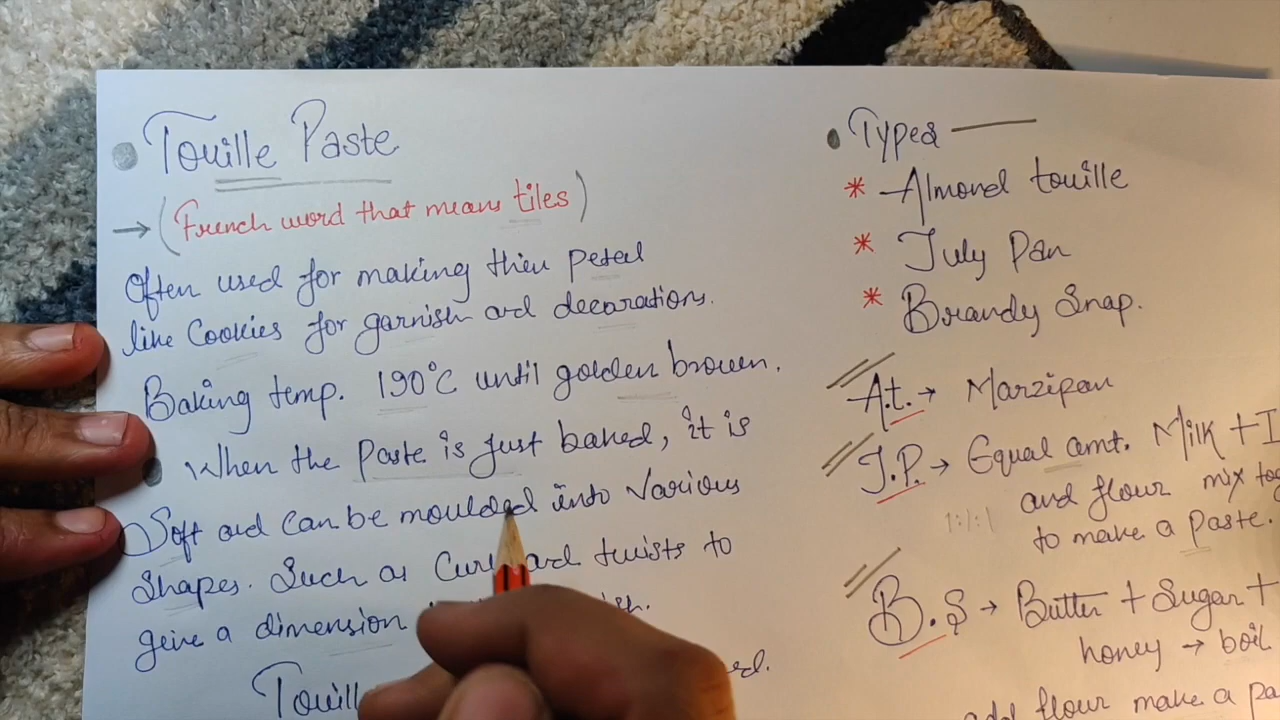 Touille Paste
→ (French word that means tiles)
Often used for making thin petal
like Cookies for garnish and decorations.
Baking temp. 190°C until golden brown.
When the paste is just baked, it is
Soft and can be moulded into various
shapes. Such as Curl and twists to
give a dimension
Touill
Types —
* Almond touille
* July Pan
* Brandy Snap.
A.t. → Marzipan
J.P. → Equal amt. Milk + I
and flour mix tog
1:1:1 to make a paste.
B.S → Butter + Sugar +
honey → boil
add flour make a pa